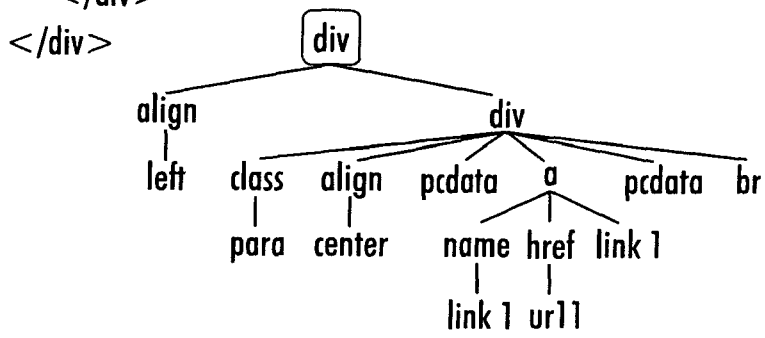 </div>
</div>
div
align div
left class align pcdata a pcdata br
para center name href link 1
link 1 url1